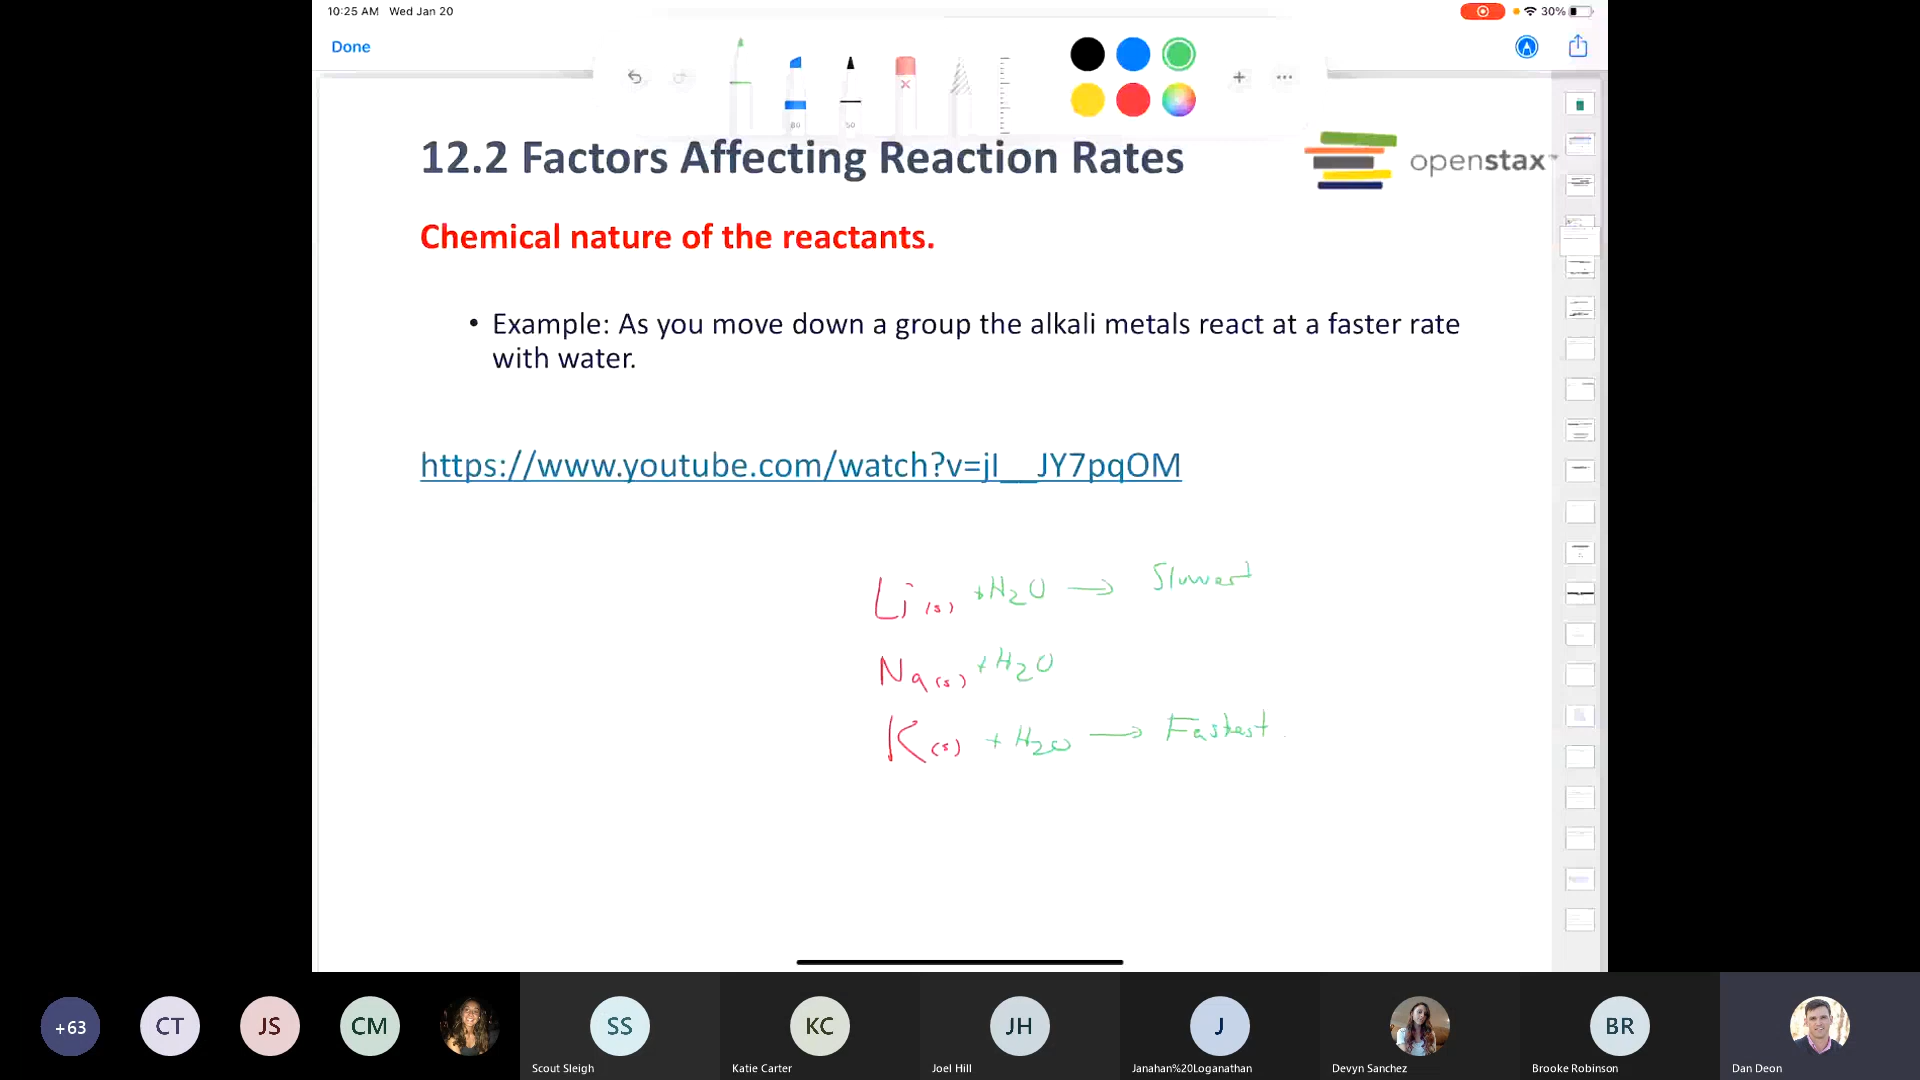 10:25 AM Wed Jan 20
30%
Done
80
50
12.2 Factors Affecting Reaction Rates
openstax™
Chemical nature of the reactants.
• Example: As you move down a group the alkali metals react at a faster rate
with water.
https://www.youtube.com/watch?v=jI__JY7pqOM
Li(s) + H2O → Slowest
Na(s) + H2O
K(s) + H2O → Fastest
+63
CT
JS
CM
SS
KC
JH
J
BR
Scout Sleigh
Katie Carter
Joel Hill
Janahan%20Loganathan
Devyn Sanchez
Brooke Robinson
Dan Deon